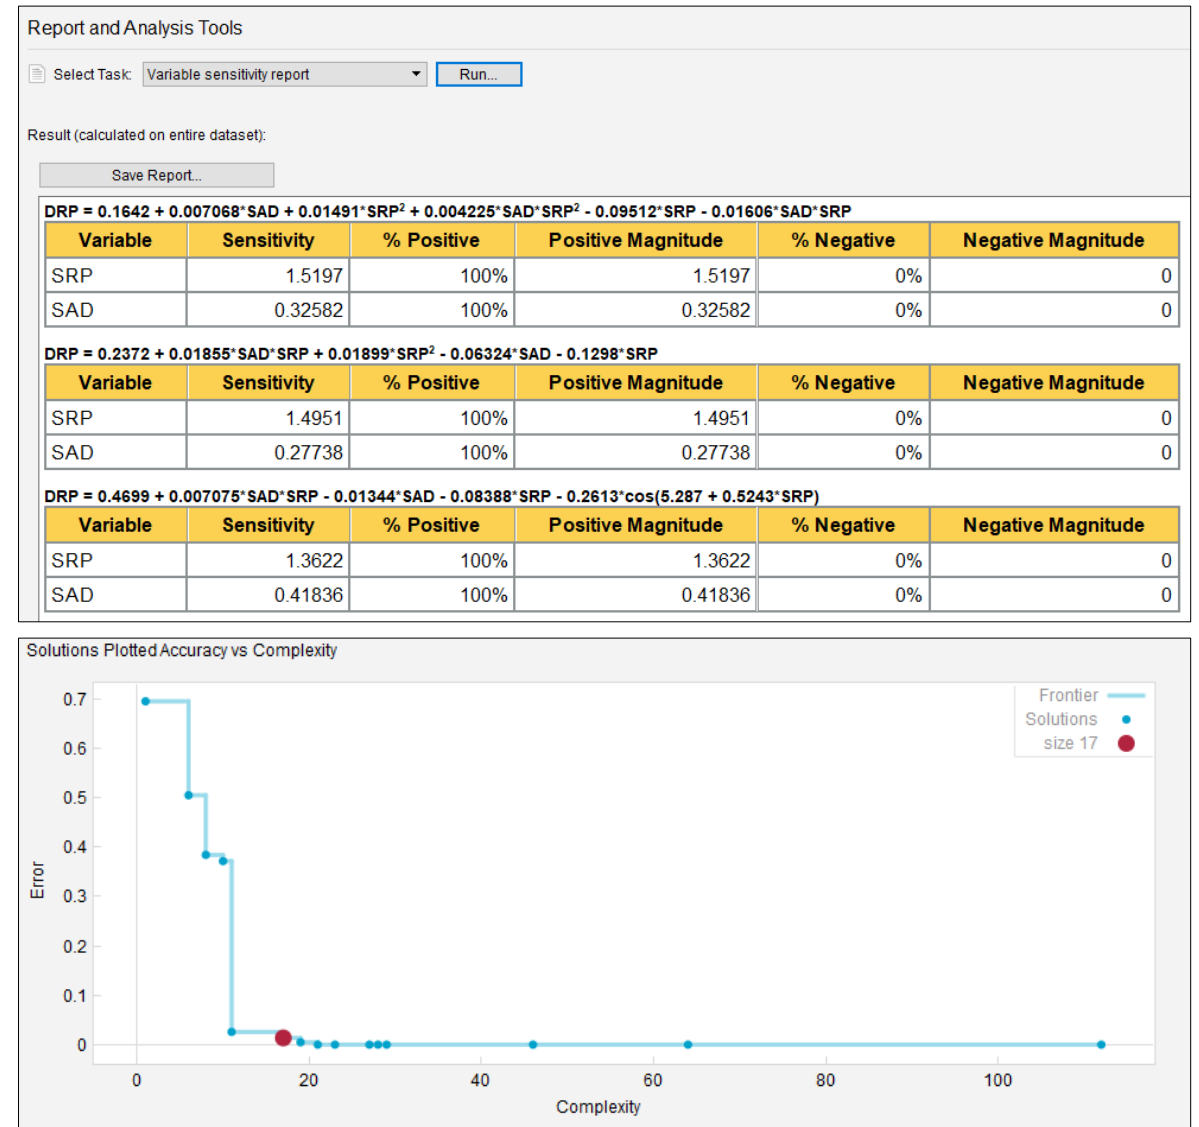 Report and Analysis Tools
Select Task: Variable sensitivity report Run...
Result (calculated on entire dataset):
Save Report...
DRP = 0.1642 + 0.007068*SAD + 0.01491*SRP² + 0.004225*SAD*SRP² - 0.09512*SRP - 0.01606*SAD*SRP
Variable Sensitivity % Positive Positive Magnitude % Negative Negative Magnitude
SRP 1.5197 100% 1.5197 0% 0
SAD 0.32582 100% 0.32582 0% 0
DRP = 0.2372 + 0.01855*SAD*SRP + 0.01899*SRP² - 0.06324*SAD - 0.1298*SRP
Variable Sensitivity % Positive Positive Magnitude % Negative Negative Magnitude
SRP 1.4951 100% 1.4951 0% 0
SAD 0.27738 100% 0.27738 0% 0
DRP = 0.4699 + 0.007075*SAD*SRP - 0.01344*SAD - 0.08388*SRP - 0.2613*cos(5.287 + 0.5243*SRP)
Variable Sensitivity % Positive Positive Magnitude % Negative Negative Magnitude
SRP 1.3622 100% 1.3622 0% 0
SAD 0.41836 100% 0.41836 0% 0
Solutions Plotted Accuracy vs Complexity
Frontier
Solutions
size 17
0.7
0.6
0.5
0.4
0.3
0.2
0.1
0
Error
0 20 40 60 80 100
Complexity